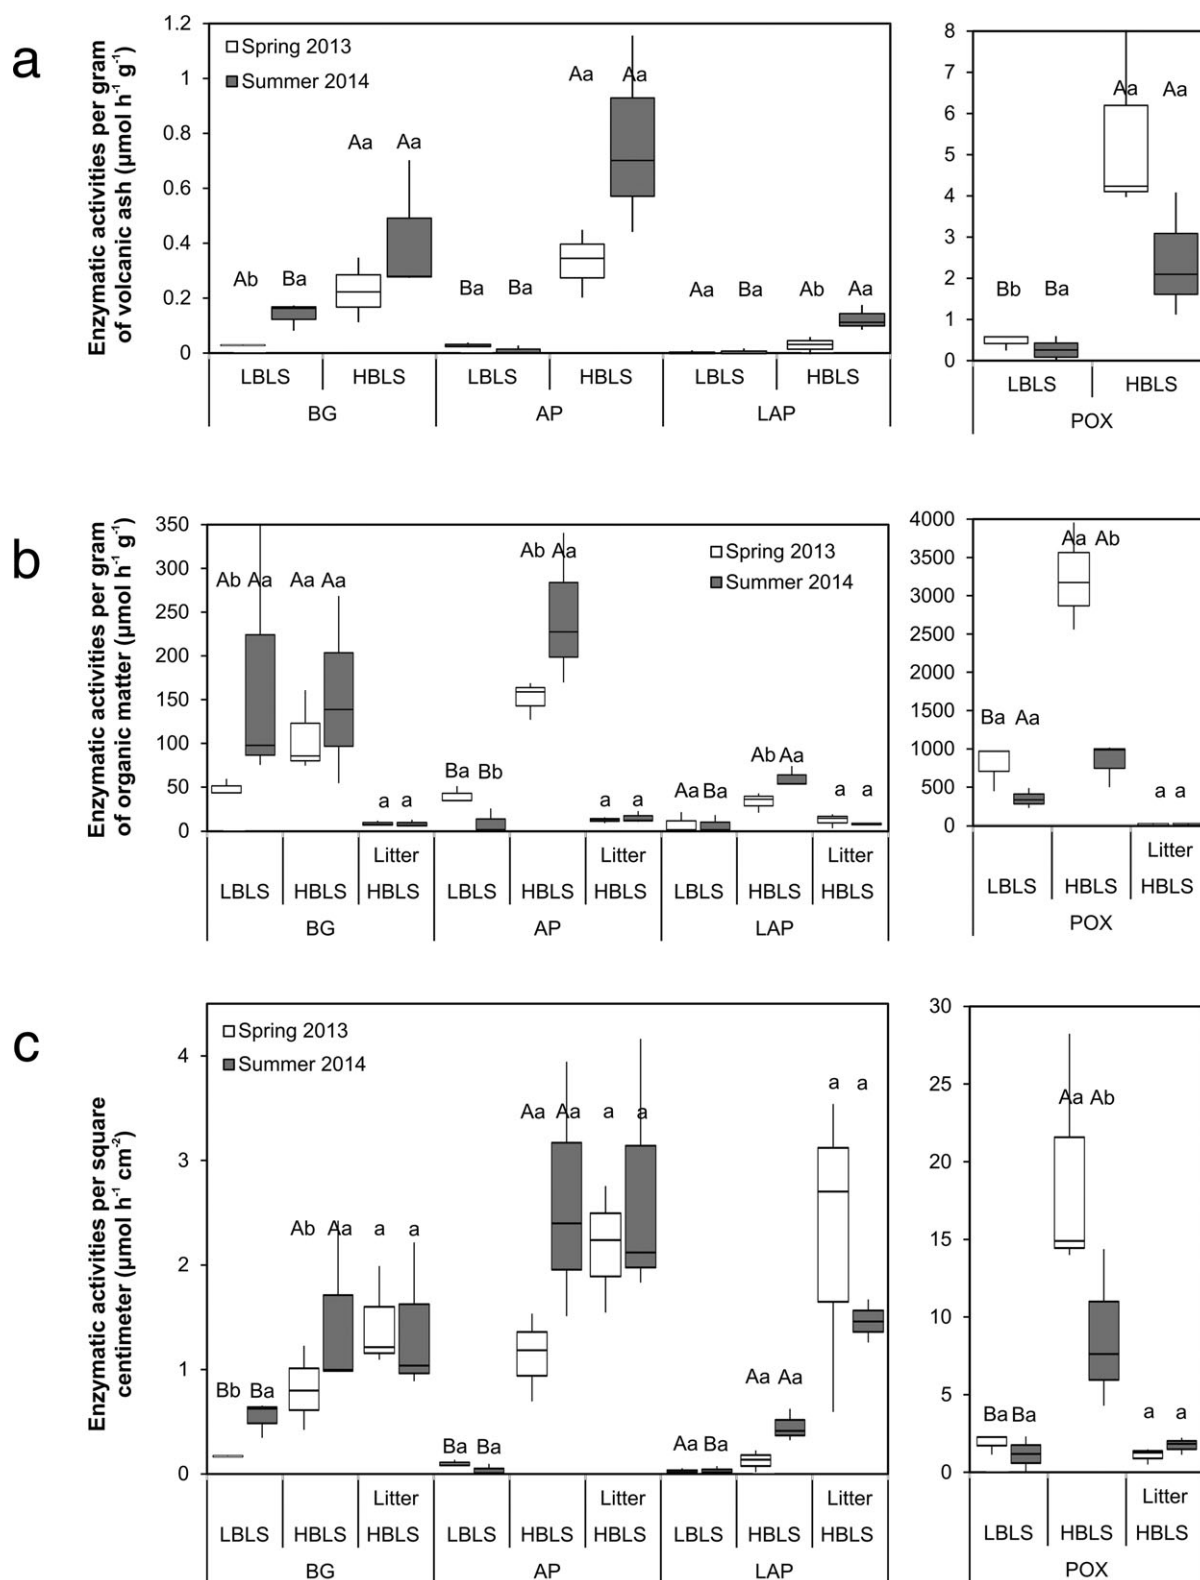 a
Enzymatic activities per gram
of volcanic ash (µmol h⁻¹ g⁻¹)
1.2
1
0.8
0.6
0.4
0.2
0
Spring 2013
Summer 2014
Ab Ba Aa Aa Ba Ba Aa Aa Aa Ba Ab Aa
LBLS HBLS LBLS HBLS LBLS HBLS
BG AP LAP
8
7
6
5
4
3
2
1
0
Bb Ba Aa Aa
LBLS HBLS
POX
b
Enzymatic activities per gram
of organic matter (µmol h⁻¹ g⁻¹)
350
300
250
200
150
100
50
0
Spring 2013
Summer 2014
Ab Aa Aa Aa a a Ba Bb Ab Aa a a Aa Ba Ab Aa a a
Litter Litter Litter
LBLS HBLS HBLS LBLS HBLS HBLS LBLS HBLS HBLS
BG AP LAP
4000
3500
3000
2500
2000
1500
1000
500
0
Ba Aa Aa Ab a a
Litter
LBLS HBLS HBLS
POX
c
Enzymatic activities per square
centimeter (µmol h⁻¹ cm⁻²)
4
3
2
1
0
Spring 2013
Summer 2014
Bb Ba Ab Aa a a Ba Ba Aa Aa a a Aa Ba Aa Aa a a
Litter Litter Litter
LBLS HBLS HBLS LBLS HBLS HBLS LBLS HBLS HBLS
BG AP LAP
30
25
20
15
10
5
0
Ba Ba Aa Ab a a
Litter
LBLS HBLS HBLS
POX